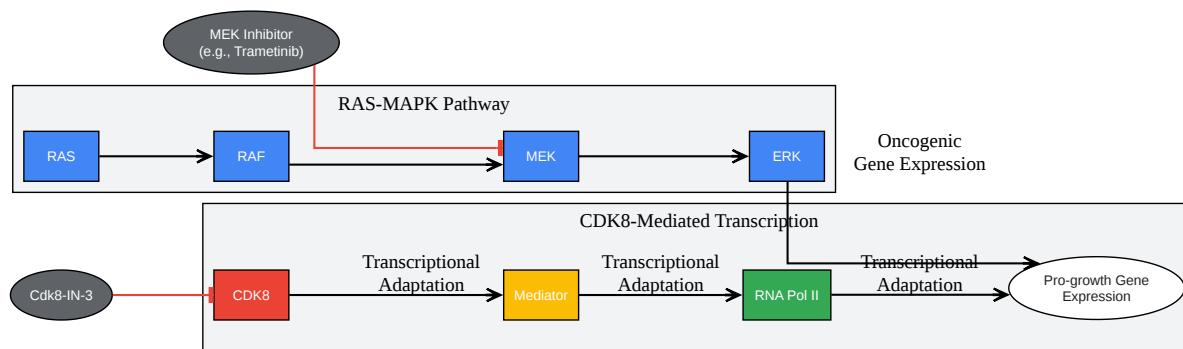 MEK Inhibitor
(e.g., Trametinib)
RAS-MAPK Pathway
RAS
RAF
MEK
ERK
Oncogenic
Gene Expression
CDK8-Mediated Transcription
Cdk8-IN-3
CDK8
Transcriptional
Adaptation
Mediator
Transcriptional
Adaptation
RNA Pol II
Transcriptional
Adaptation
Pro-growth Gene
Expression